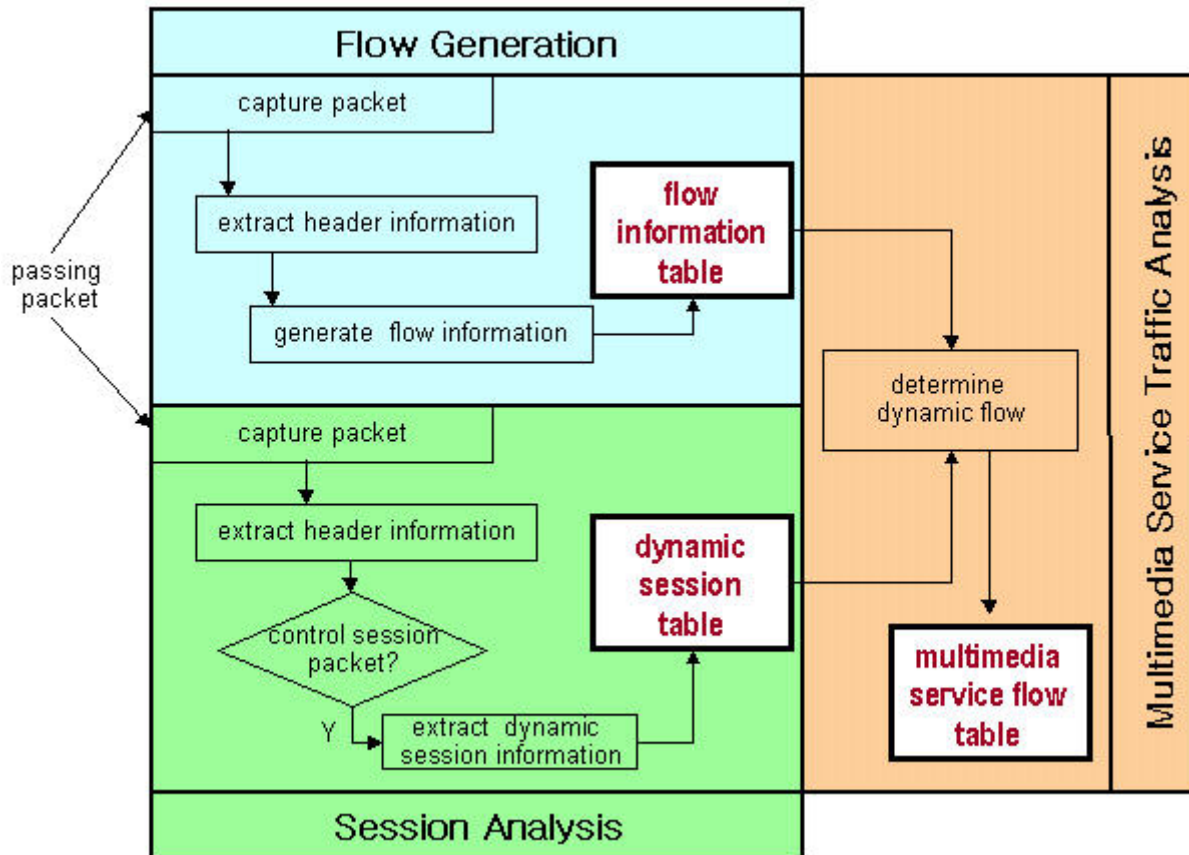 Flow Generation
capture packet
extract header information
generate flow information
flow
information
table
passing
packet
capture packet
extract header information
control session
packet?
Y
extract dynamic
session information
dynamic
session
table
Session Analysis
determine
dynamic flow
multimedia
service flow
table
Multimedia Service Traffic Analysis